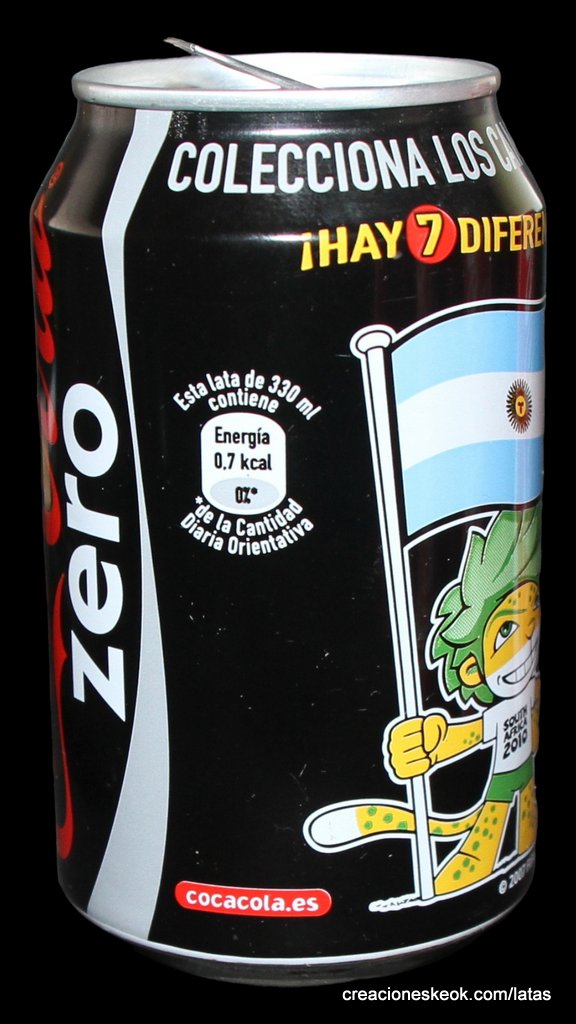 COLECCIONA LOS
¡HAY 7 DIFERE
Esta lata de 330 ml
contiene
Energía
0,7 kcal
0%*
*de la Cantidad
Diaria Orientativa
zero
SOUTH
AFRICA
2010
cocacola.es
creacioneskeok.com/latas